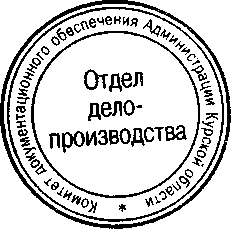 Комитет документационного обеспечения Администрации Курской области
*
Отдел
дело-
производства